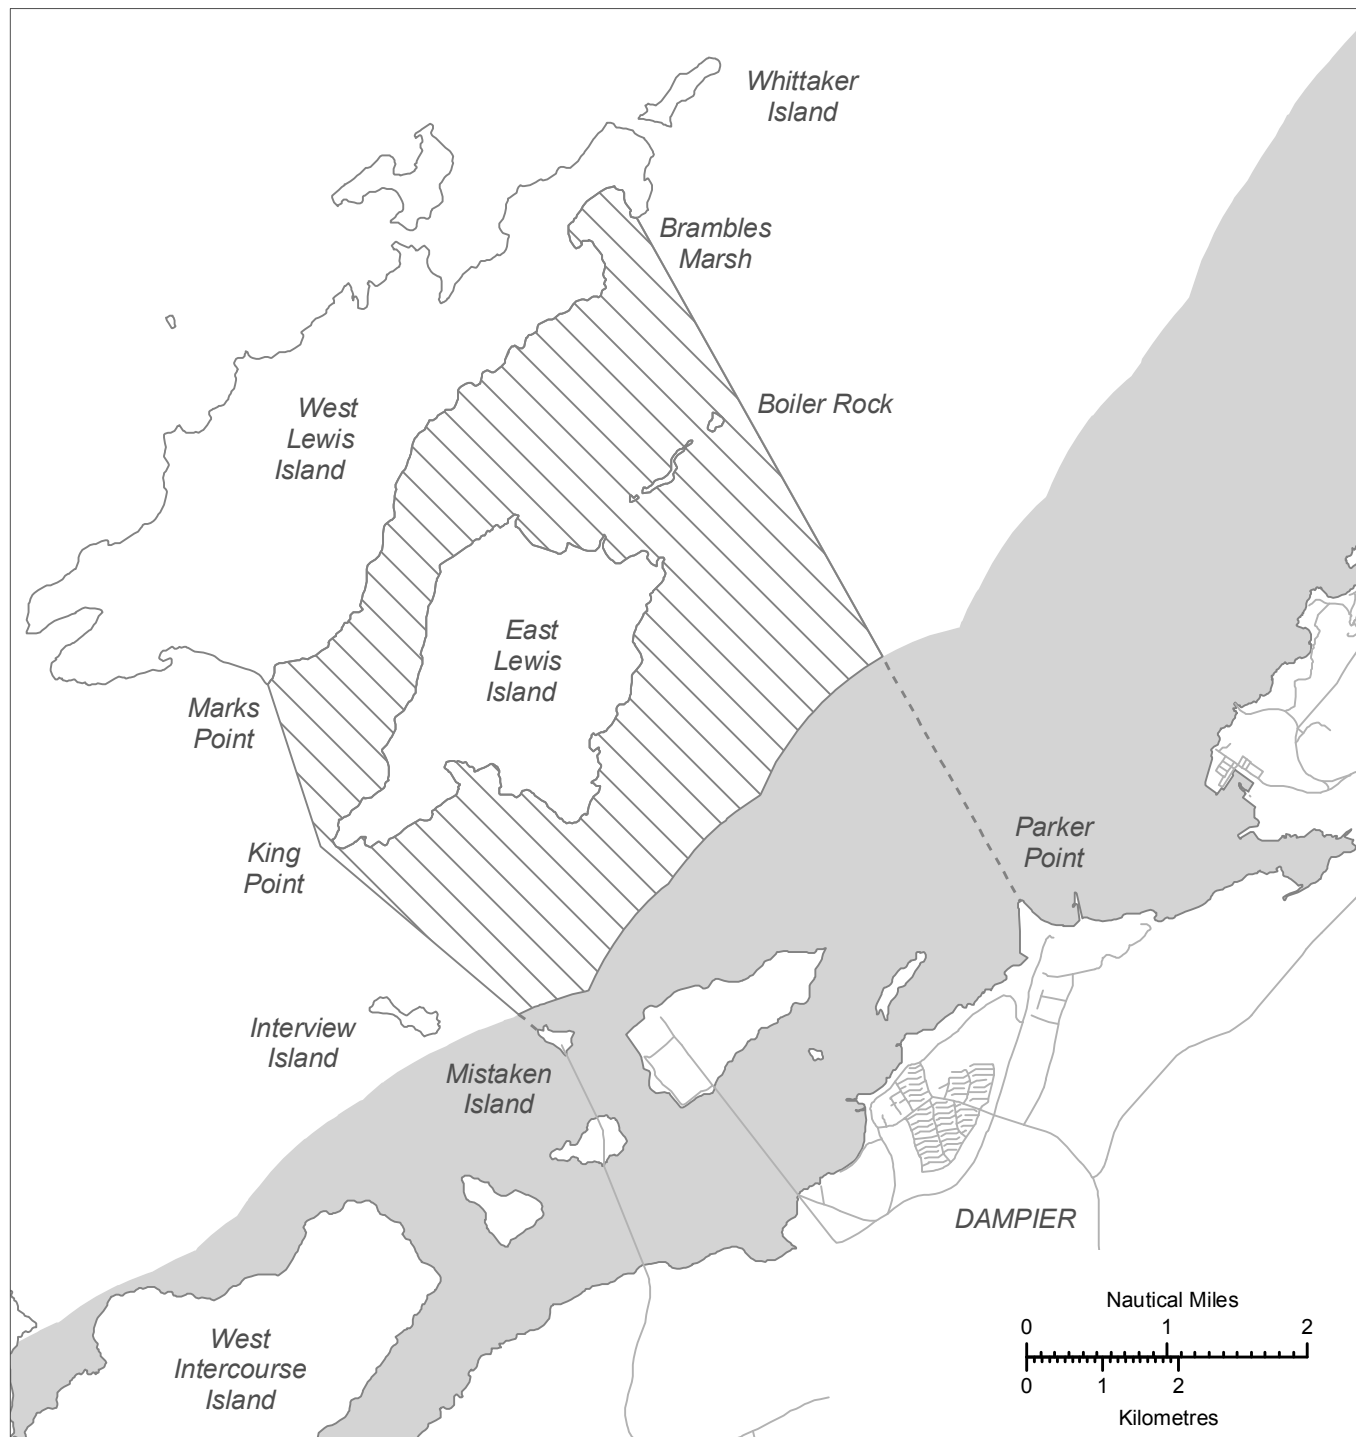 Whittaker
Island
Brambles
Marsh
Boiler Rock
West
Lewis
Island
East
Lewis
Island
Marks
Point
King
Point
Parker
Point
Interview
Island
Mistaken
Island
DAMPIER
West
Intercourse
Island
Nautical Miles
0 1 2
0 1 2
Kilometres